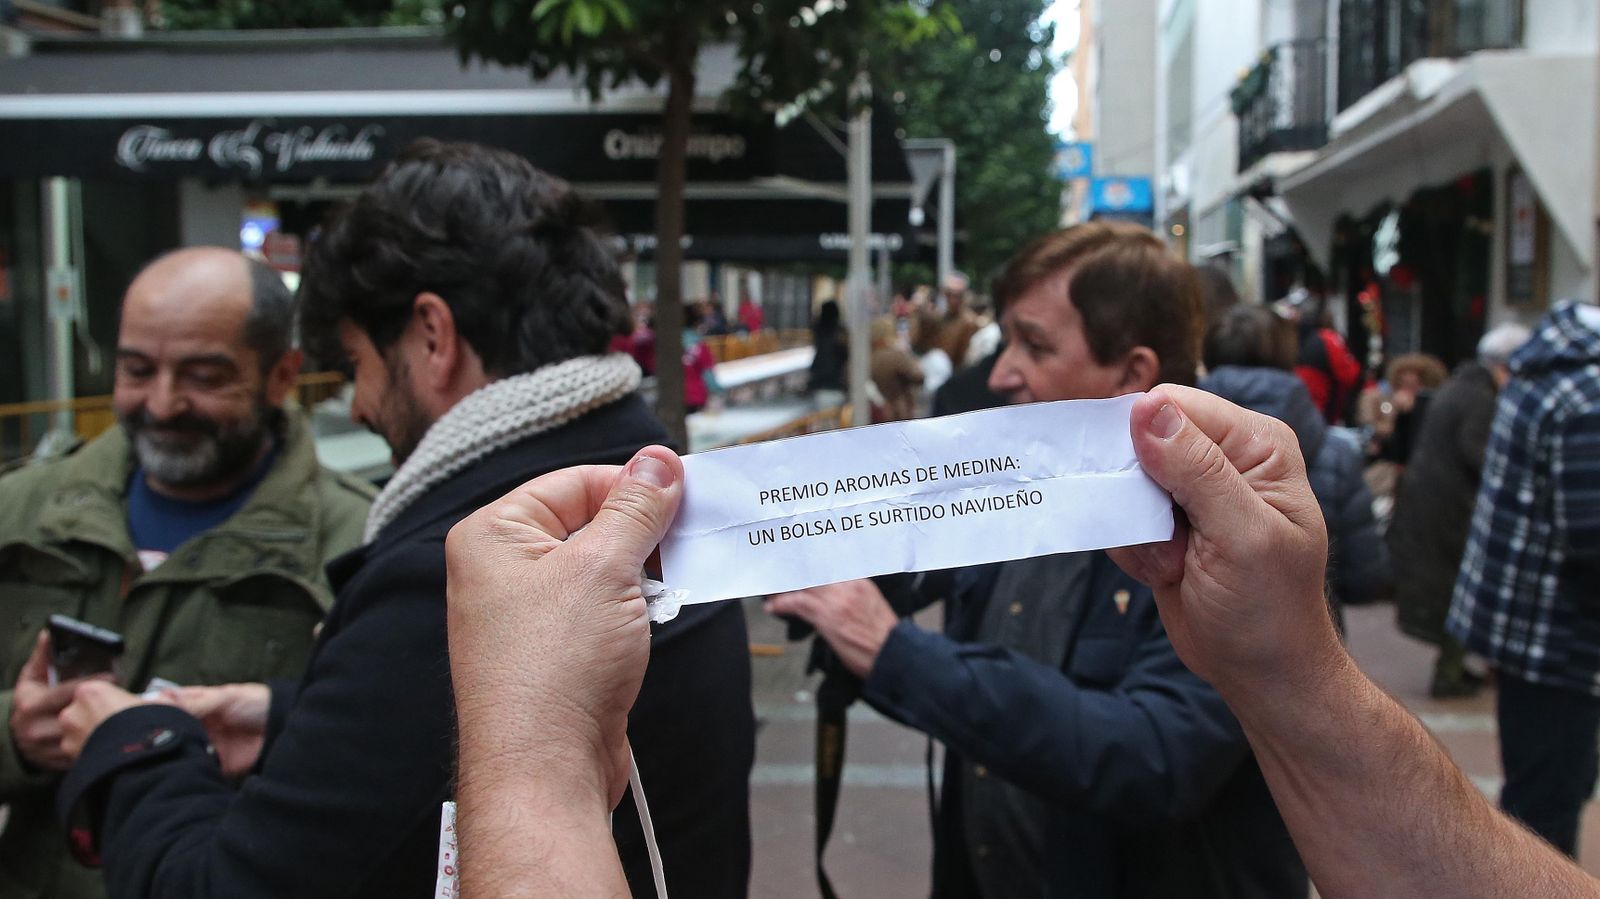 PREMIO AROMAS DE MEDINA:
UN BOLSA DE SURTIDO NAVIDEÑO